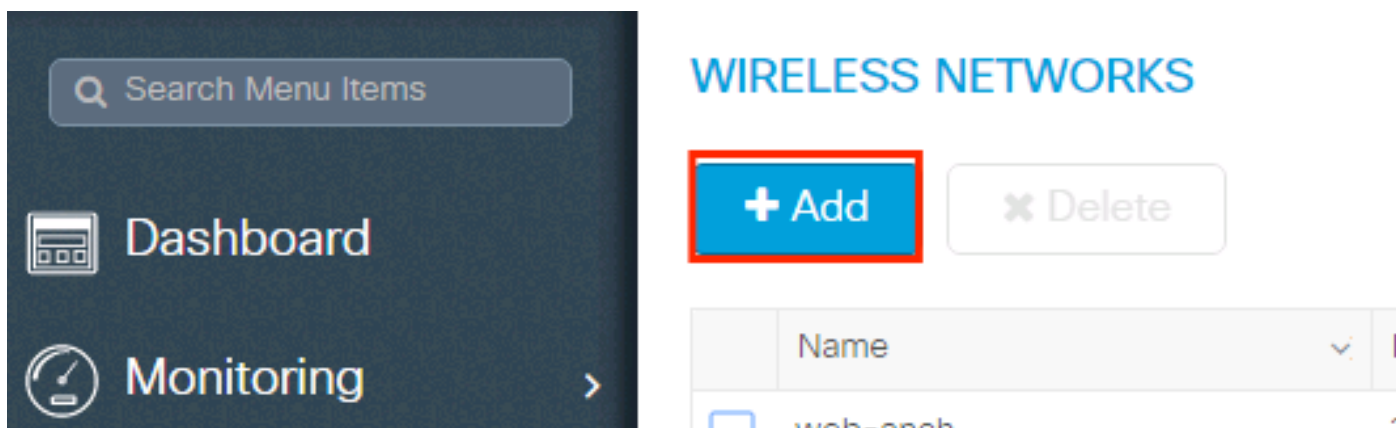 Search Menu Items
Dashboard
Monitoring
WIRELESS NETWORKS
Add
Delete
Name